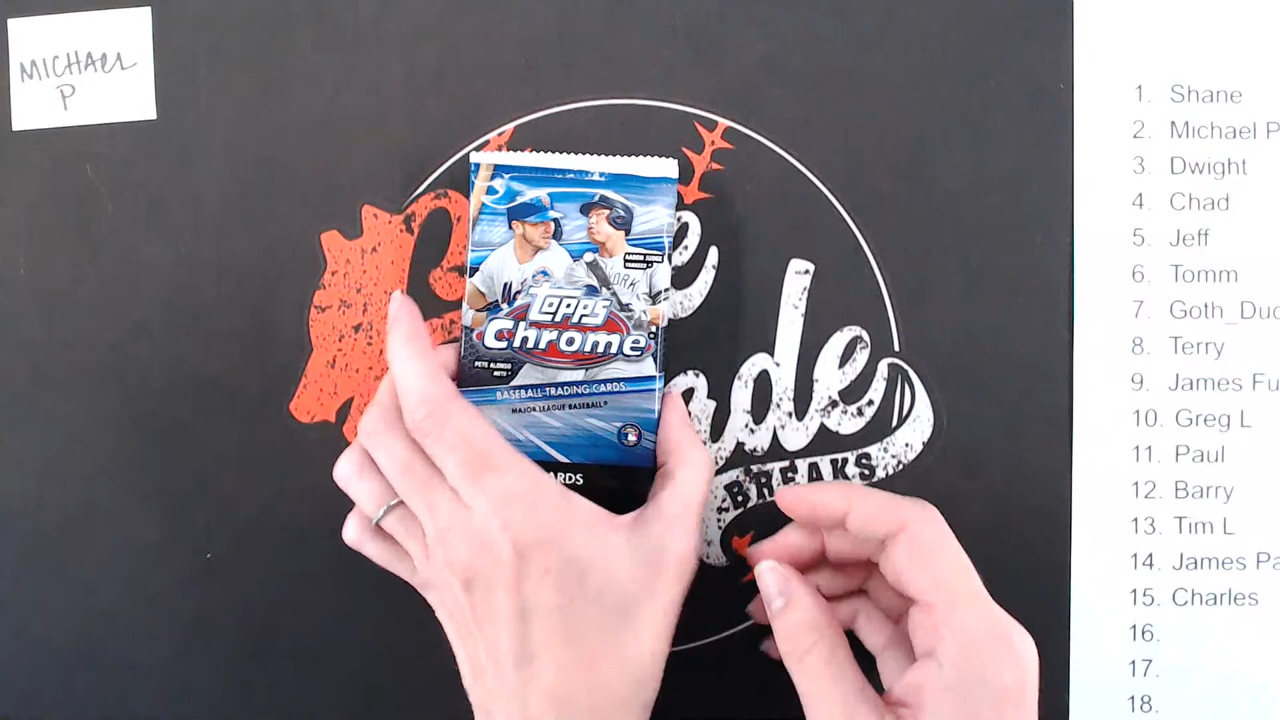 MICHAEL
P
AARON JUDGE
YANKEES
YORK
TOPPS
Chrome
PETE ALONSO
METS
BASEBALL TRADING CARDS
MAJOR LEAGUE BASEBALL®
BREAKS
1. Shane
2. Michael P
3. Dwight
4. Chad
5. Jeff
6. Tomm
7. Goth_Duc
8. Terry
9. James Fu
10. Greg L
11. Paul
12. Barry
13. Tim L
14. James Pa
15. Charles
16.
17.
18.